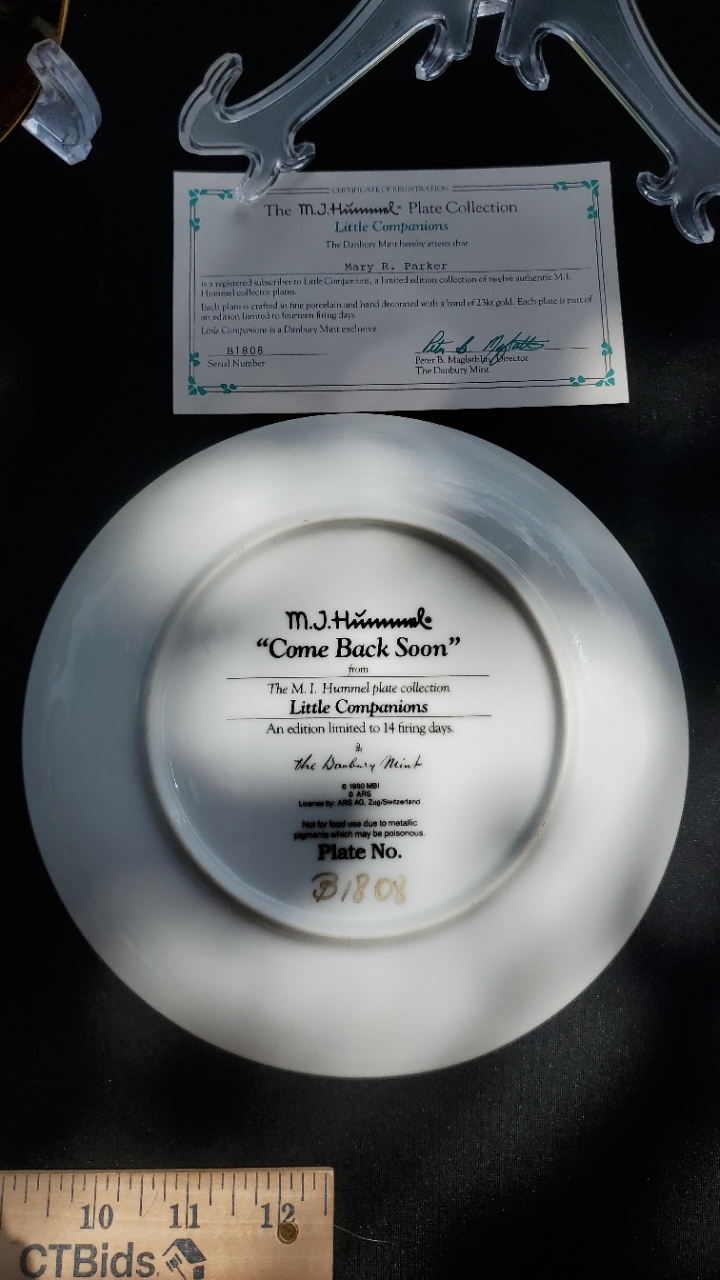 CERTIFICATE OF REGISTRATION
The M.J.Hummel® Plate Collection
Little Companions
The Danbury Mint hereby attests that
Mary R. Parker
is a registered subscriber to Little Companions, a limited edition collection of twelve authentic M.I.
Hummel collector plates.
Each plate is crafted in fine porcelain and hand decorated with a band of 23kt gold. Each plate is part of
an edition limited to fourteen firing days.
Little Companions is a Danbury Mint exclusive.
B1808
Serial Number
Peter B. Maglathlin, Director
The Danbury Mint
M.J.Hummel®
“Come Back Soon”
from
The M. I. Hummel plate collection
Little Companions
An edition limited to 14 firing days.
the Danbury Mint
© 1990 MBI
© ARS
License by: ARS AG, Zug/Switzerland
Not for food use due to metallic
pigments which may be poisonous.
Plate No.
B1808
10 11 12
CTBids